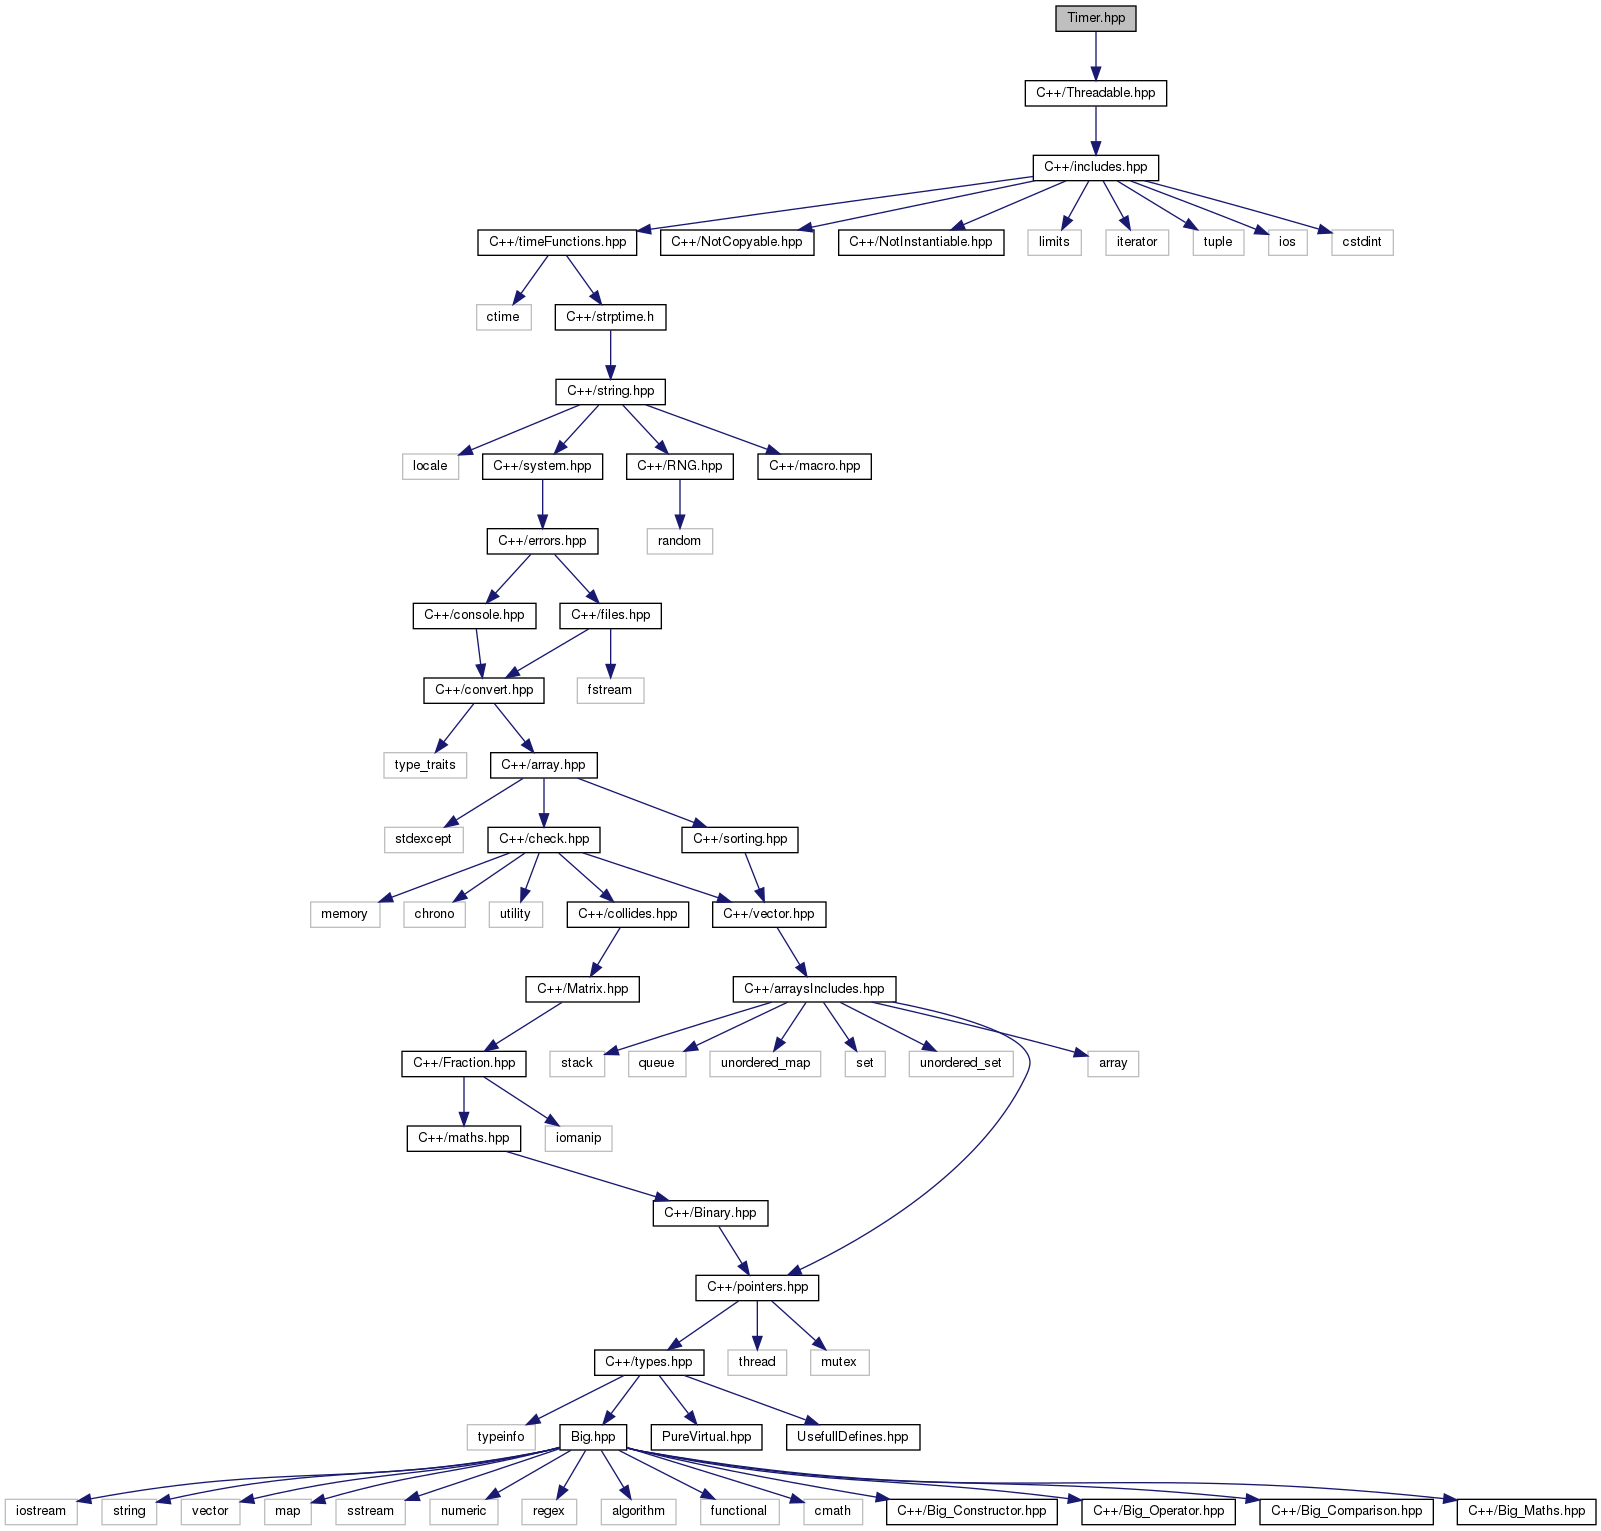 Timer.hpp
C++/Threadable.hpp
C++/includes.hpp
C++/timeFunctions.hpp
C++/NotCopyable.hpp
C++/NotInstantiable.hpp
limits
iterator
tuple
ios
cstdint
ctime
C++/strptime.h
C++/string.hpp
locale
C++/system.hpp
C++/RNG.hpp
C++/macro.hpp
C++/errors.hpp
random
C++/console.hpp
C++/files.hpp
C++/convert.hpp
fstream
type_traits
C++/array.hpp
stdexcept
C++/check.hpp
C++/sorting.hpp
memory
chrono
utility
C++/collides.hpp
C++/vector.hpp
C++/Matrix.hpp
C++/arraysIncludes.hpp
C++/Fraction.hpp
stack
queue
unordered_map
set
unordered_set
array
C++/maths.hpp
iomanip
C++/Binary.hpp
C++/pointers.hpp
C++/types.hpp
thread
mutex
typeinfo
Big.hpp
PureVirtual.hpp
UsefullDefines.hpp
iostream
string
vector
map
sstream
numeric
regex
algorithm
functional
cmath
C++/Big_Constructor.hpp
C++/Big_Operator.hpp
C++/Big_Comparison.hpp
C++/Big_Maths.hpp